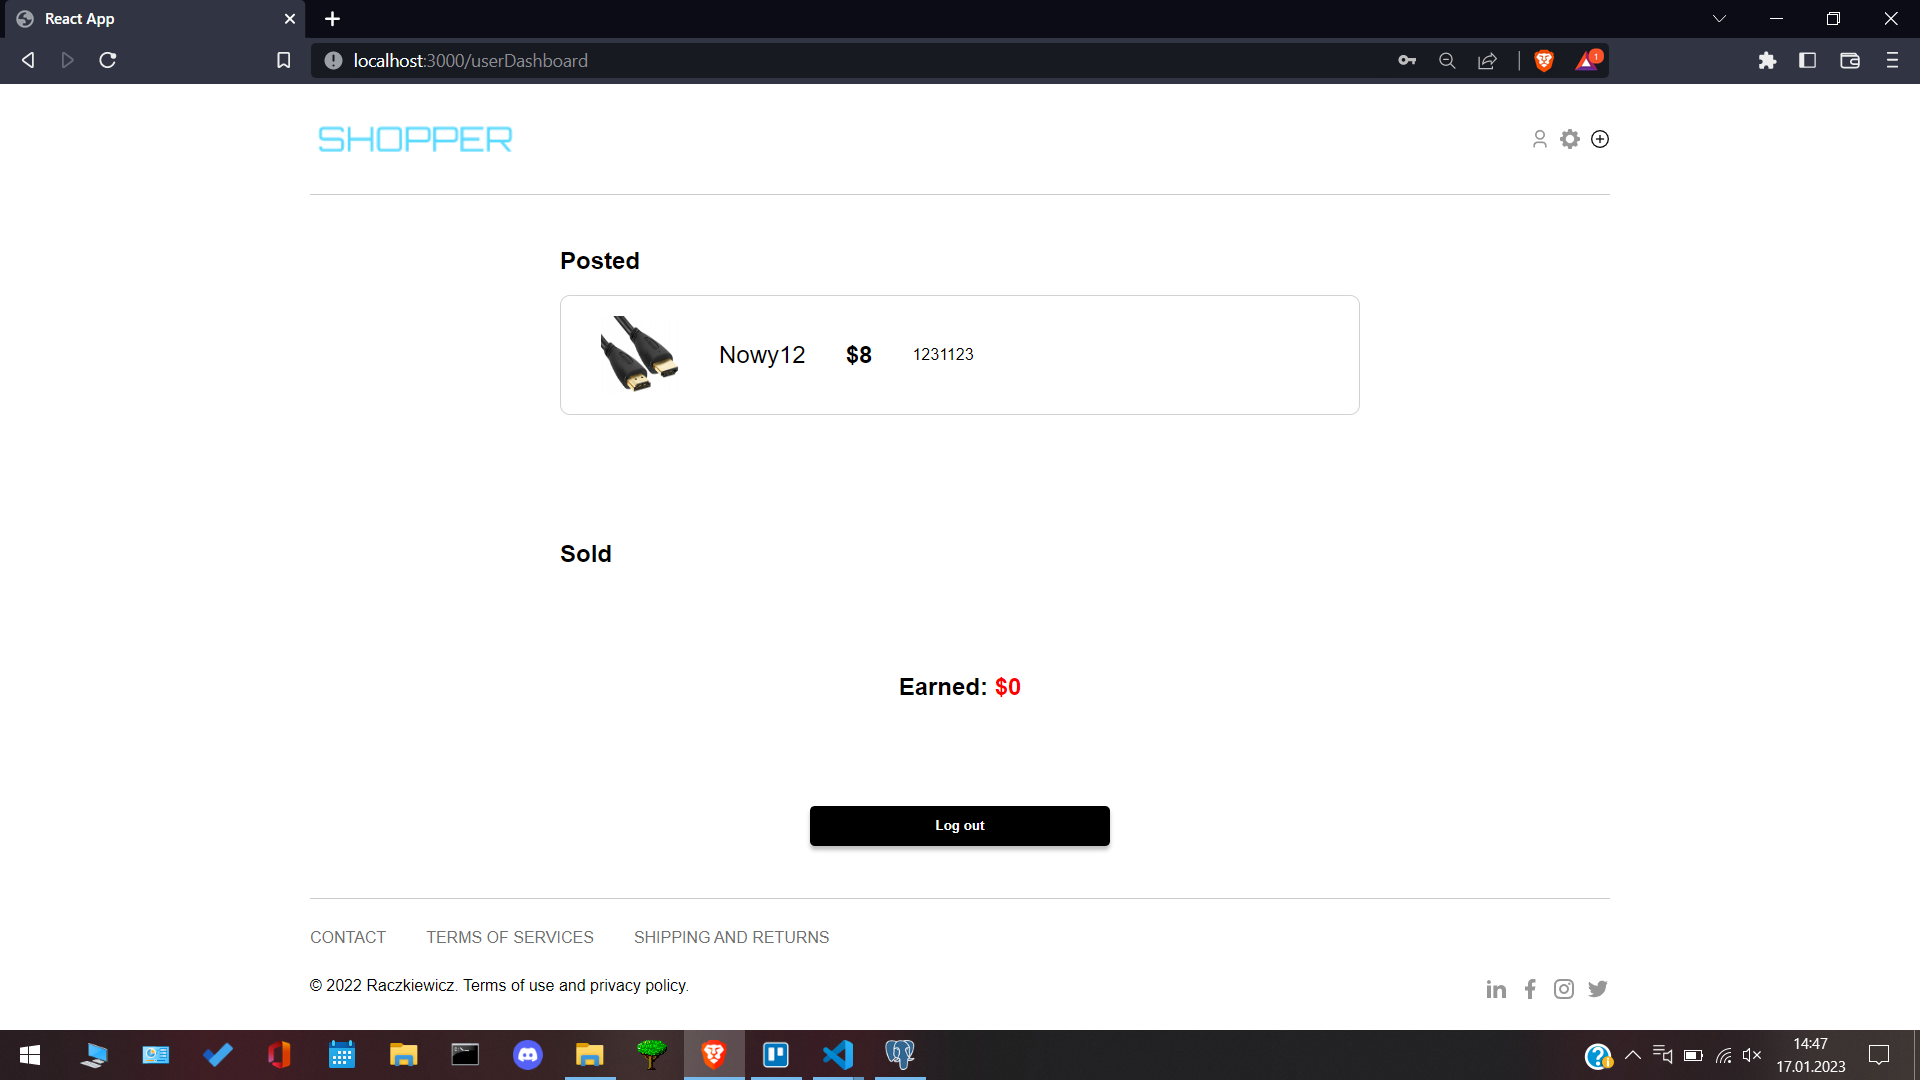 React App
localhost:3000/userDashboard
1
SHOPPER
Posted
Nowy12 $8 1231123
Sold
Earned: $0
Log out
CONTACT TERMS OF SERVICES SHIPPING AND RETURNS
© 2022 Raczkiewicz. Terms of use and privacy policy.
14:47
17.01.2023